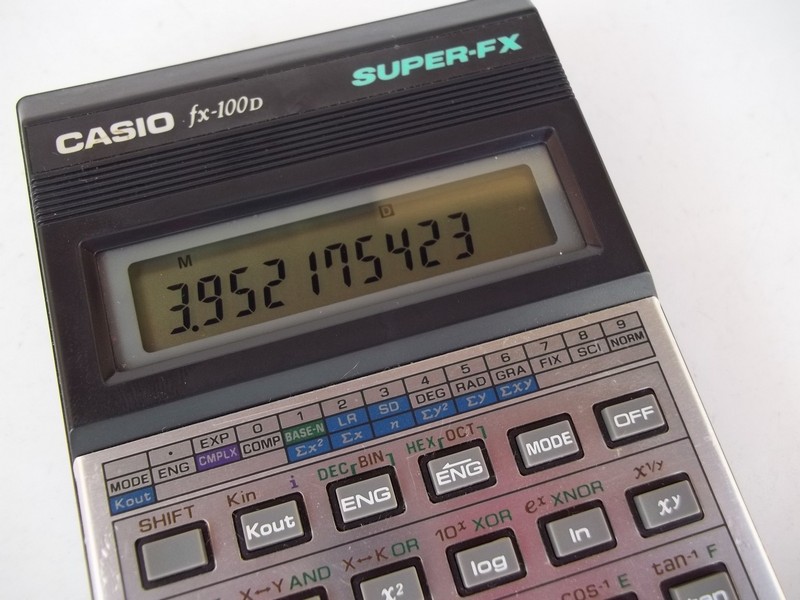 SUPER-FX
CASIO fx-100D
M D
3.952175423
MODE · EXP 0 1 2 3 4 5 6 7 8 9
ENG CMPLX COMP BASE-N LR SD DEG RAD GRA FIX SCI NORM
Kout Σx² Σx n Σy² Σy Σxy
SHIFT Kin i DEC BIN HEX OCT
Kout ENG ENG MODE OFF
X↔Y AND X↔K OR 10ˣ XOR eˣ XNOR x^1/y
x² log ln xʸ
cos⁻¹ E tan⁻¹ F
tan